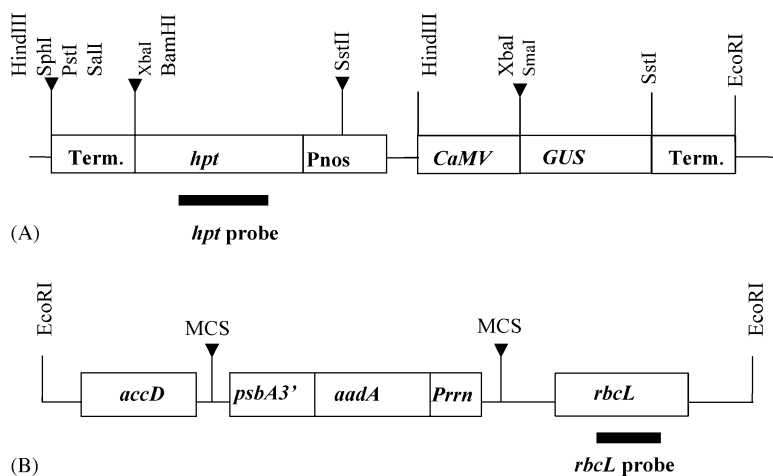 HindIII
SphI
PstI
SalI
XbaI
BamHI
SstII
HindIII
XbaI
SmaI
SstI
EcoRI
Term. hpt Pnos CaMV GUS Term.
hpt probe
(A)
EcoRI
MCS
MCS
EcoRI
accD psbA3' aadA Prrn rbcL
rbcL probe
(B)